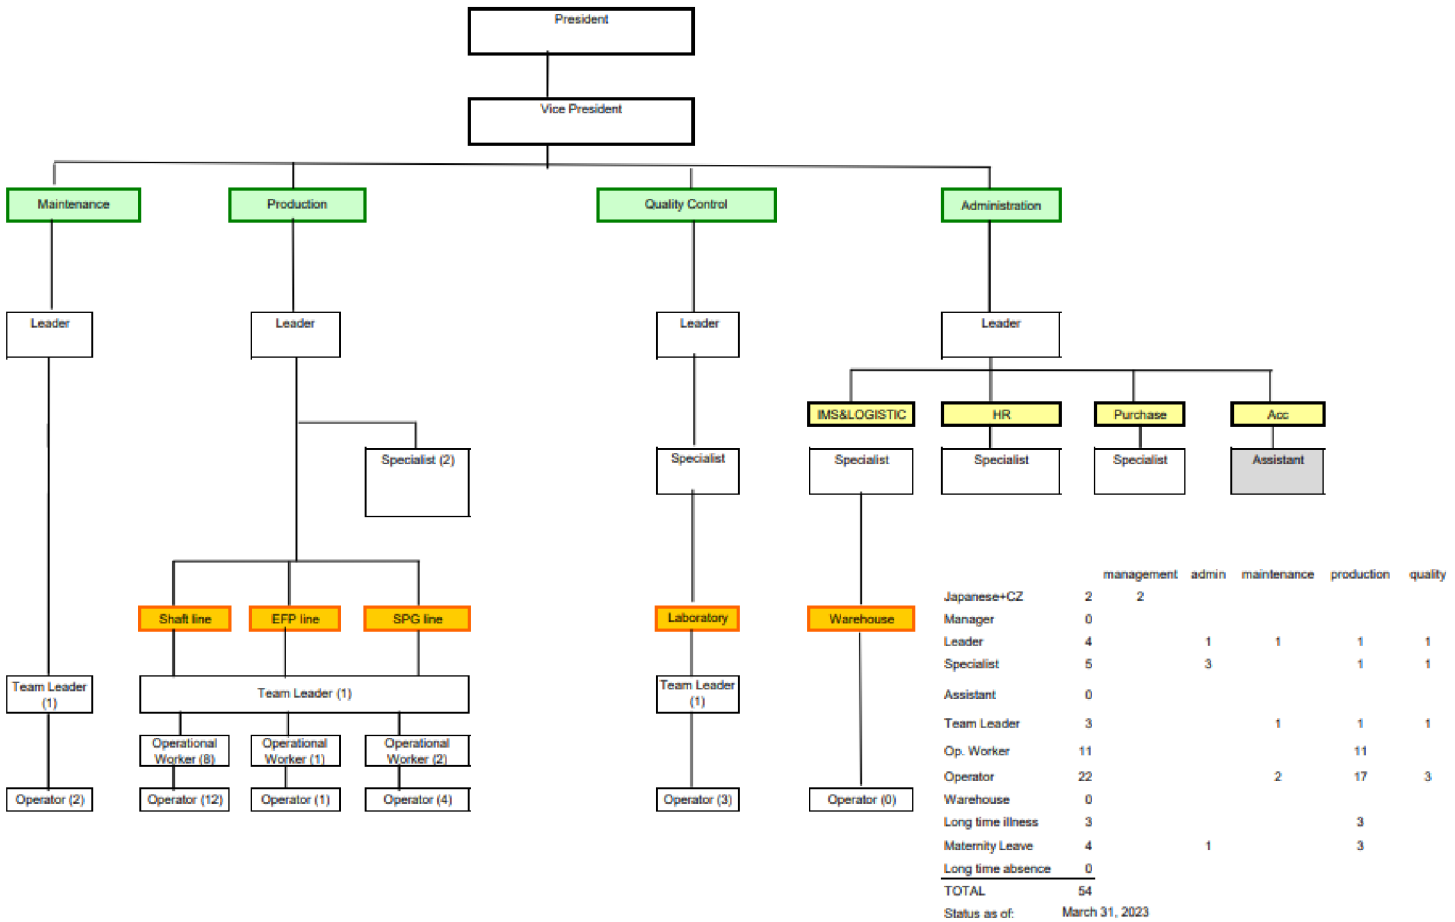 President
Vice President
Maintenance
Production
Quality Control
Administration
Leader
Leader
Leader
Leader
IMS&LOGISTIC
HR
Purchase
Acc
Specialist (2)
Specialist
Specialist
Specialist
Specialist
Assistant
Shaft line
EFP line
SPG line
Laboratory
Warehouse
Team Leader
(1)
Team Leader (1)
Team Leader
(1)
Operational
Worker (8)
Operational
Worker (1)
Operational
Worker (2)
Operator (2)
Operator (12)
Operator (1)
Operator (4)
Operator (3)
Operator (0)
management admin maintenance production quality
Japanese+CZ 2 2
Manager 0
Leader 4 1 1 1 1
Specialist 5 3 1 1
Assistant 0
Team Leader 3 1 1 1
Op. Worker 11 11
Operator 22 2 17 3
Warehouse 0
Long time illness 3 3
Maternity Leave 4 1 3
Long time absence 0
TOTAL 54
Status as of: March 31, 2023